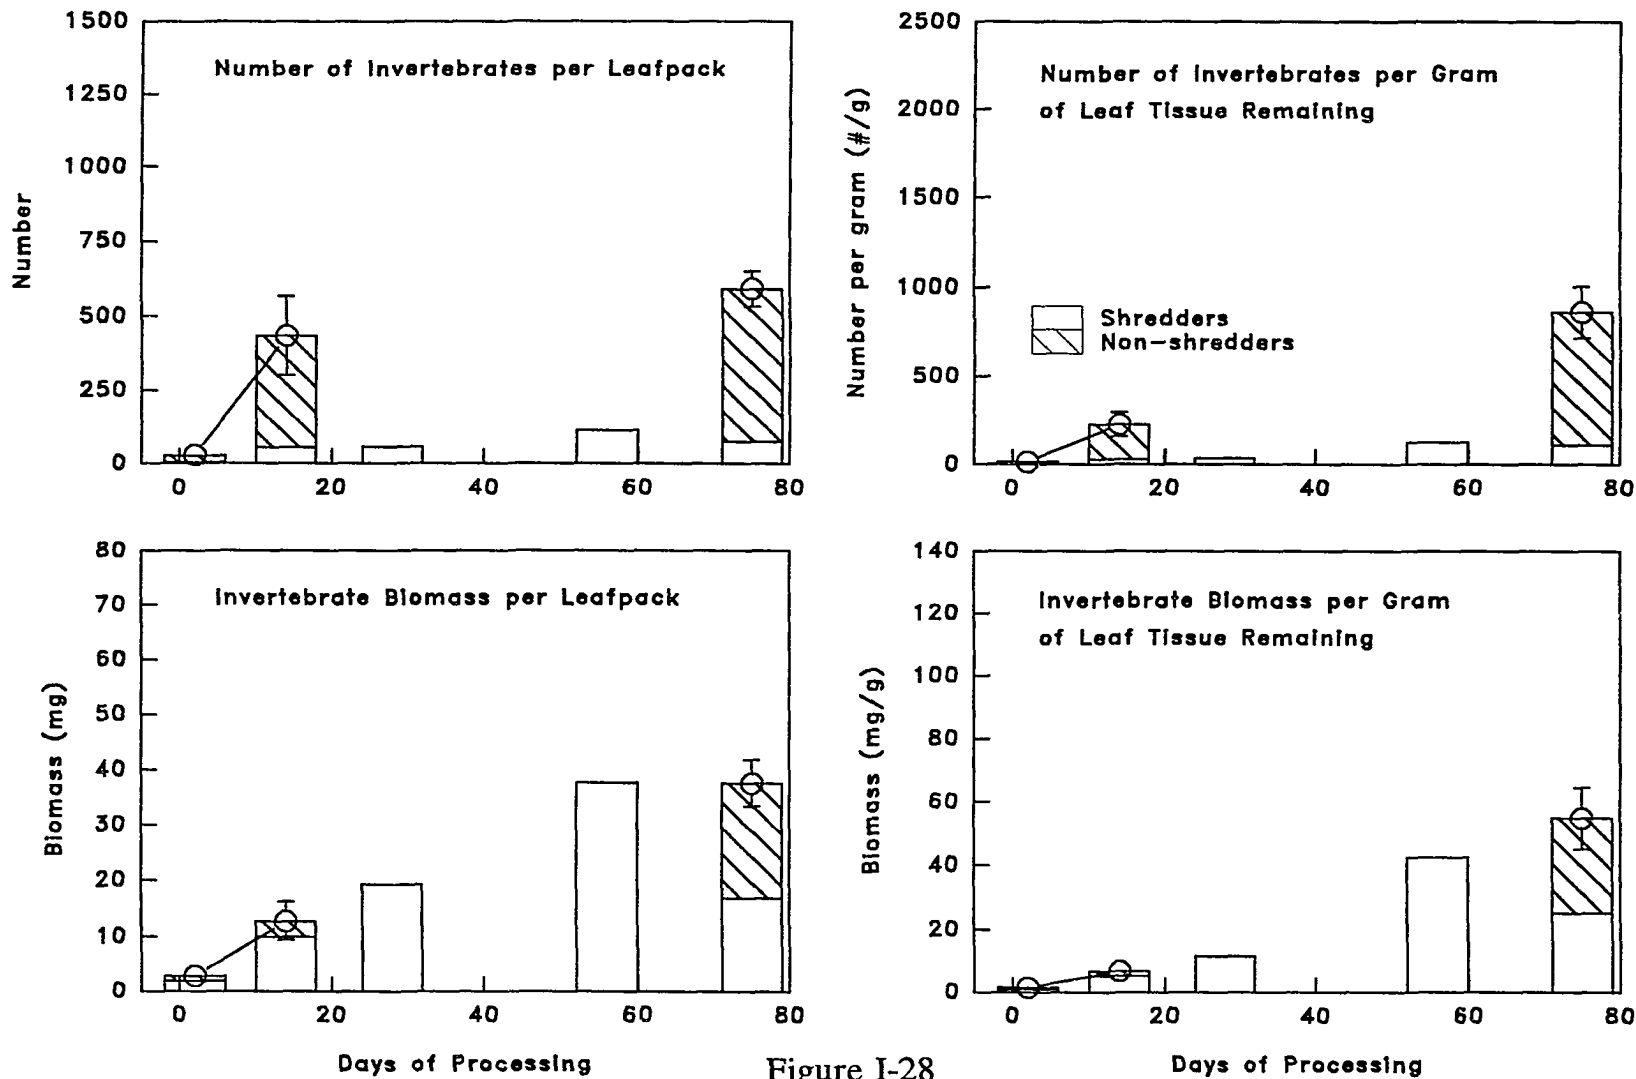 1500
1250
1000
750
500
250
0
Number
Number of Invertebrates per Leafpack
0 20 40 60 80
2500
2000
1500
1000
500
0
Number per gram (#/g)
Number of Invertebrates per Gram
of Leaf Tissue Remaining
Shredders
Non-shredders
0 20 40 60 80
80
70
60
50
40
30
20
10
0
Biomass (mg)
Invertebrate Biomass per Leafpack
0 20 40 60 80
Days of Processing
140
120
100
80
60
40
20
0
Biomass (mg/g)
Invertebrate Biomass per Gram
of Leaf Tissue Remaining
0 20 40 60 80
Days of Processing
Figure I-28